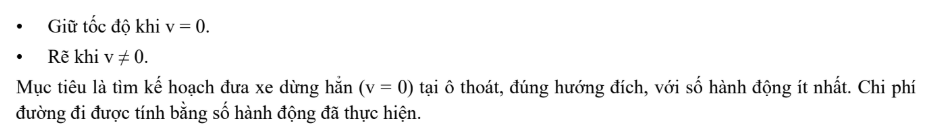 • Giữ tốc độ khi v = 0.
• Rẽ khi v ≠ 0.
Mục tiêu là tìm kế hoạch đưa xe dừng hẳn (v = 0) tại ô thoát, đúng hướng đích, với số hành động ít nhất. Chi phí
đường đi được tính bằng số hành động đã thực hiện.